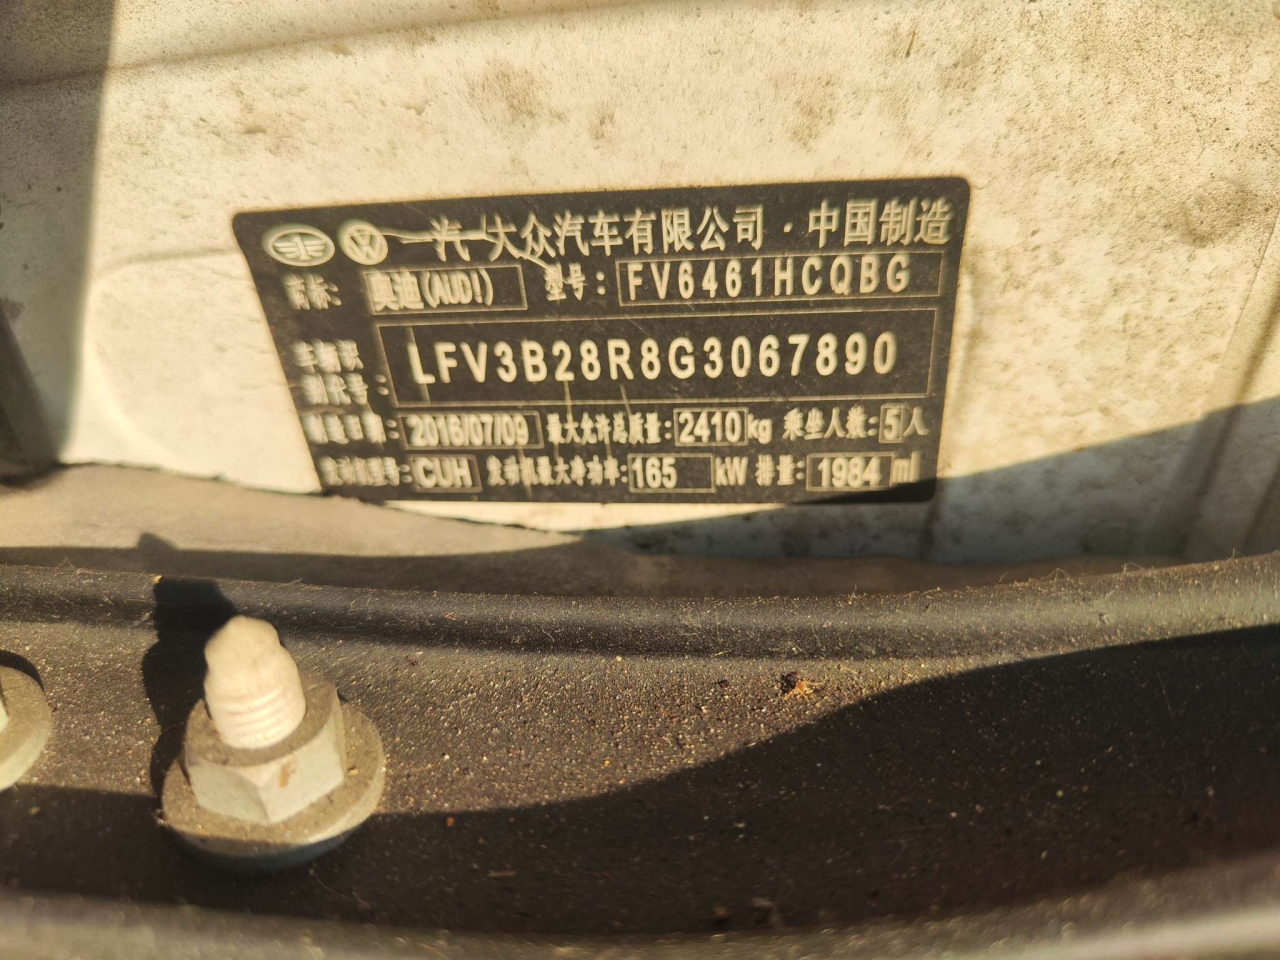 一汽-大众汽车有限公司·中国制造
商标：奥迪(AUDI) 型号：FV6461HCQBG
车辆识别代号：LFV3B28R8G3067890
制造日期：2016/07/09 最大允许总质量：2410kg 乘坐人数：5人
发动机型号：CUH 发动机最大净功率：165 kW 排量：1984 ml